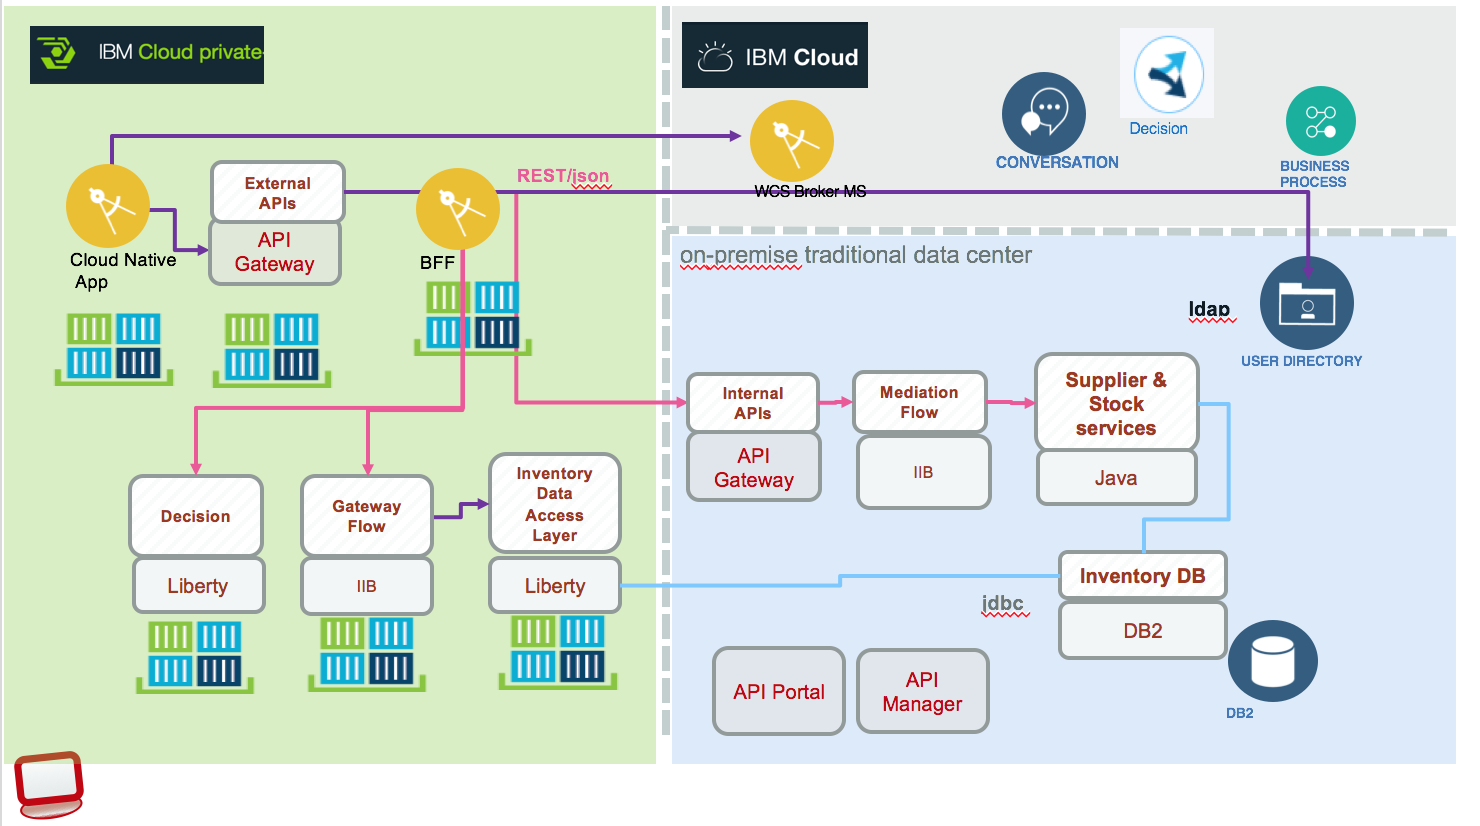 IBM Cloud private
IBM Cloud
Decision
CONVERSATION
BUSINESS
PROCESS
WCS Broker MS
External
APIs
API
Gateway
REST/json
Cloud Native
App
BFF
on-premise traditional data center
ldap
USER DIRECTORY
Internal
APIs
API
Gateway
Mediation
Flow
IIB
Supplier &
Stock
services
Java
Decision
Liberty
Gateway
Flow
IIB
Inventory
Data
Access
Layer
Liberty
jdbc
Inventory DB
DB2
DB2
API Portal
API
Manager